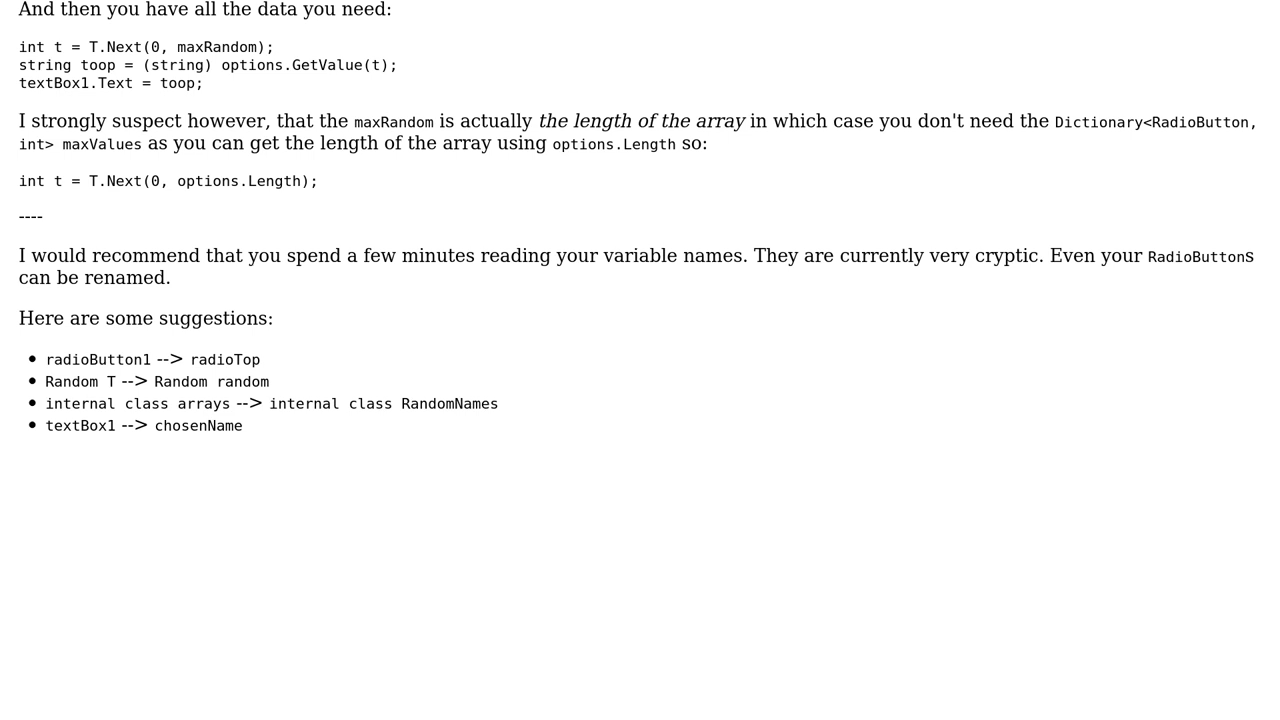 And then you have all the data you need:
int t = T.Next(0, maxRandom);
string toop = (string) options.GetValue(t);
textBox1.Text = toop;
I strongly suspect however, that the maxRandom is actually the length of the array in which case you don't need the Dictionary<RadioButton,
int> maxValues as you can get the length of the array using options.Length so:
int t = T.Next(0, options.Length);
----
I would recommend that you spend a few minutes reading your variable names. They are currently very cryptic. Even your RadioButtons
can be renamed.
Here are some suggestions:
• radioButton1 --> radioTop
• Random T --> Random random
• internal class arrays --> internal class RandomNames
• textBox1 --> chosenName